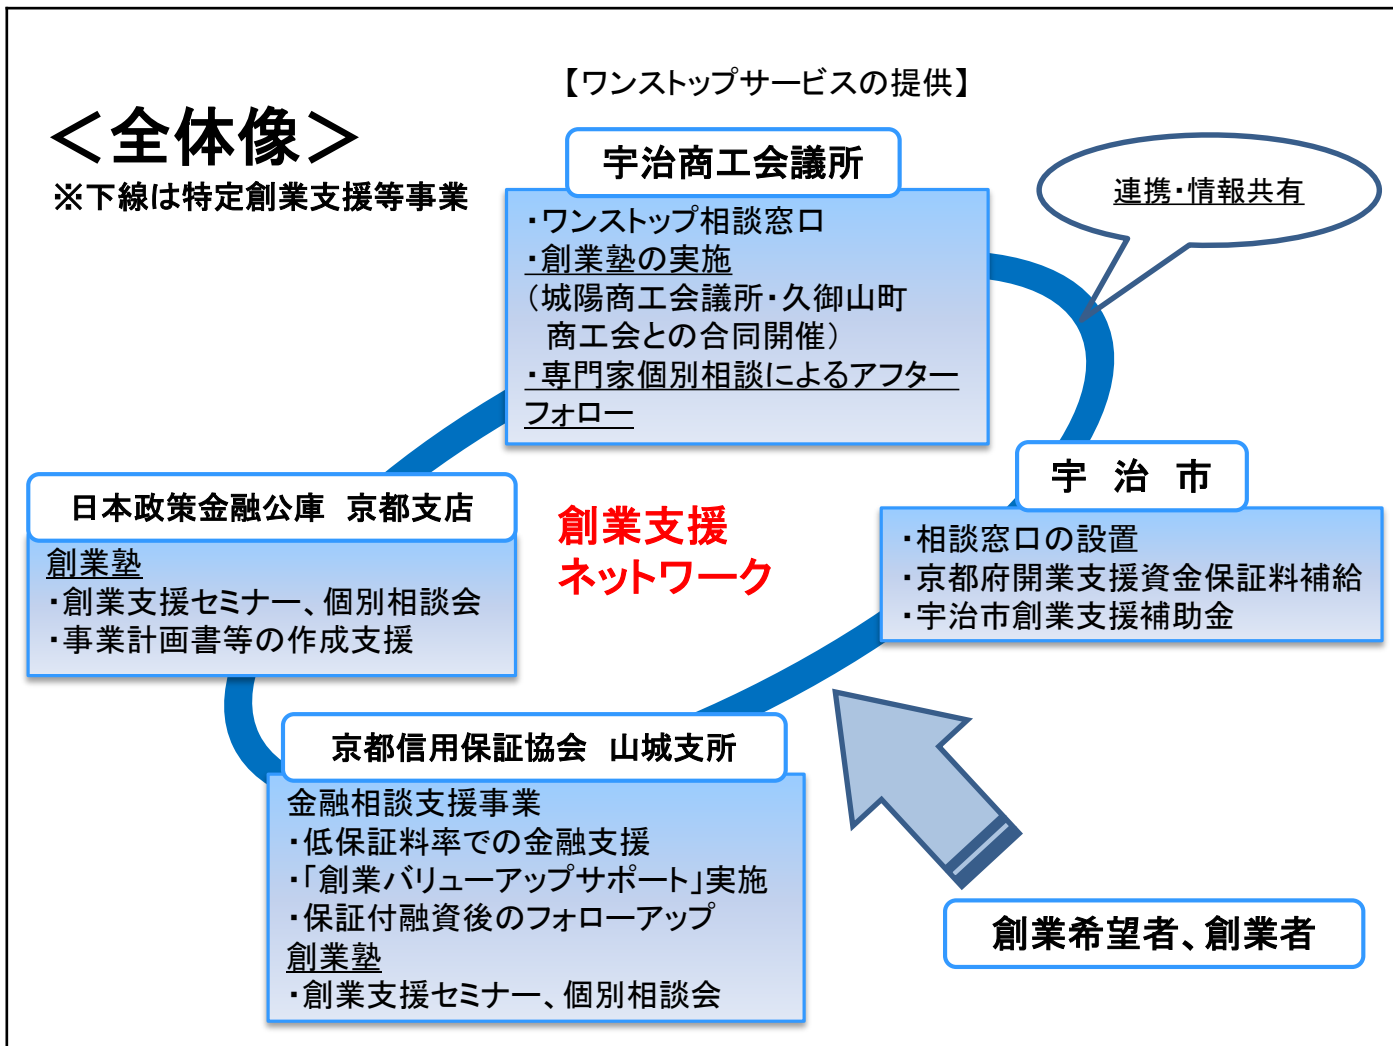 【ワンストップサービスの提供】
＜全体像＞
※下線は特定創業支援等事業
宇治商工会議所
・ワンストップ相談窓口
・創業塾の実施
（城陽商工会議所・久御山町
商工会との合同開催）
・専門家個別相談によるアフター
フォロー
連携・情報共有
宇　治　市
・相談窓口の設置
・京都府開業支援資金保証料補給
・宇治市創業支援補助金
日本政策金融公庫　京都支店
創業塾
・創業支援セミナー、個別相談会
・事業計画書等の作成支援
創業支援
ネットワーク
京都信用保証協会　山城支所
金融相談支援事業
・低保証料率での金融支援
・「創業バリューアップサポート」実施
・保証付融資後のフォローアップ
創業塾
・創業支援セミナー、個別相談会
創業希望者、創業者